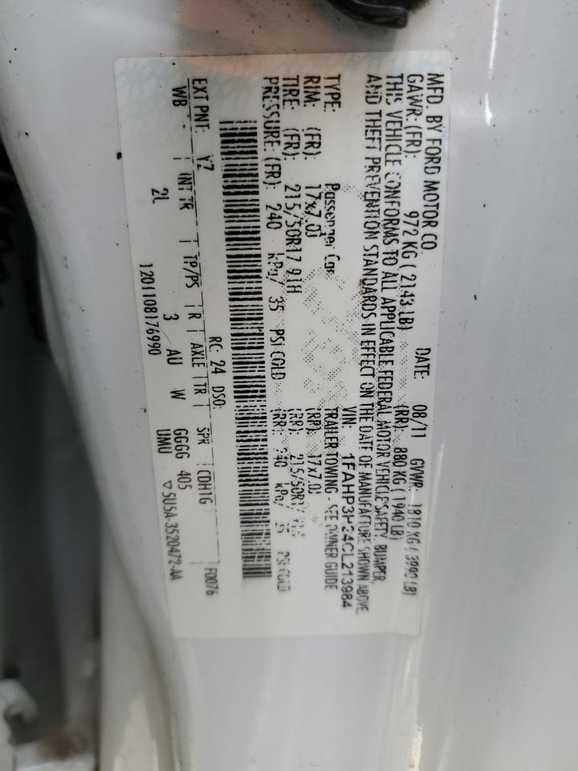 MFD. BY FORD MOTOR CO.
DATE: 08/11 GVWR: 1810 KG (3990 LB)
GAWR: (FR): 972 KG (2143 LB) (RR): 880 KG (1940 LB)
THIS VEHICLE CONFORMS TO ALL APPLICABLE FEDERAL MOTOR VEHICLE SAFETY, BUMPER,
AND THEFT PREVENTION STANDARDS IN EFFECT ON THE DATE OF MANUFACTURE SHOWN ABOVE.
VIN: 1FAHP3H24CL213984
TYPE: Passenger Car TRAILER TOWING - SEE OWNER GUIDE
RIM: (FR): 17x7.0J (RR): 17x7.0J
TIRE: (FR): 215/50R17 91H (RR): 215/50R17
PRESSURE: (FR): 240 kPa/ 35 PSI COLD (RR): 240 kPa/ 35 PSI COLD
RC: 24 DSO: F0076
EXT PNT: YZ
WB INT TR TP/PS R AXLE TR SPR CDH1G
- 2L 3 AU W GGGG 405
UMU
1201108176990 ▽5U5A-3520472-AA